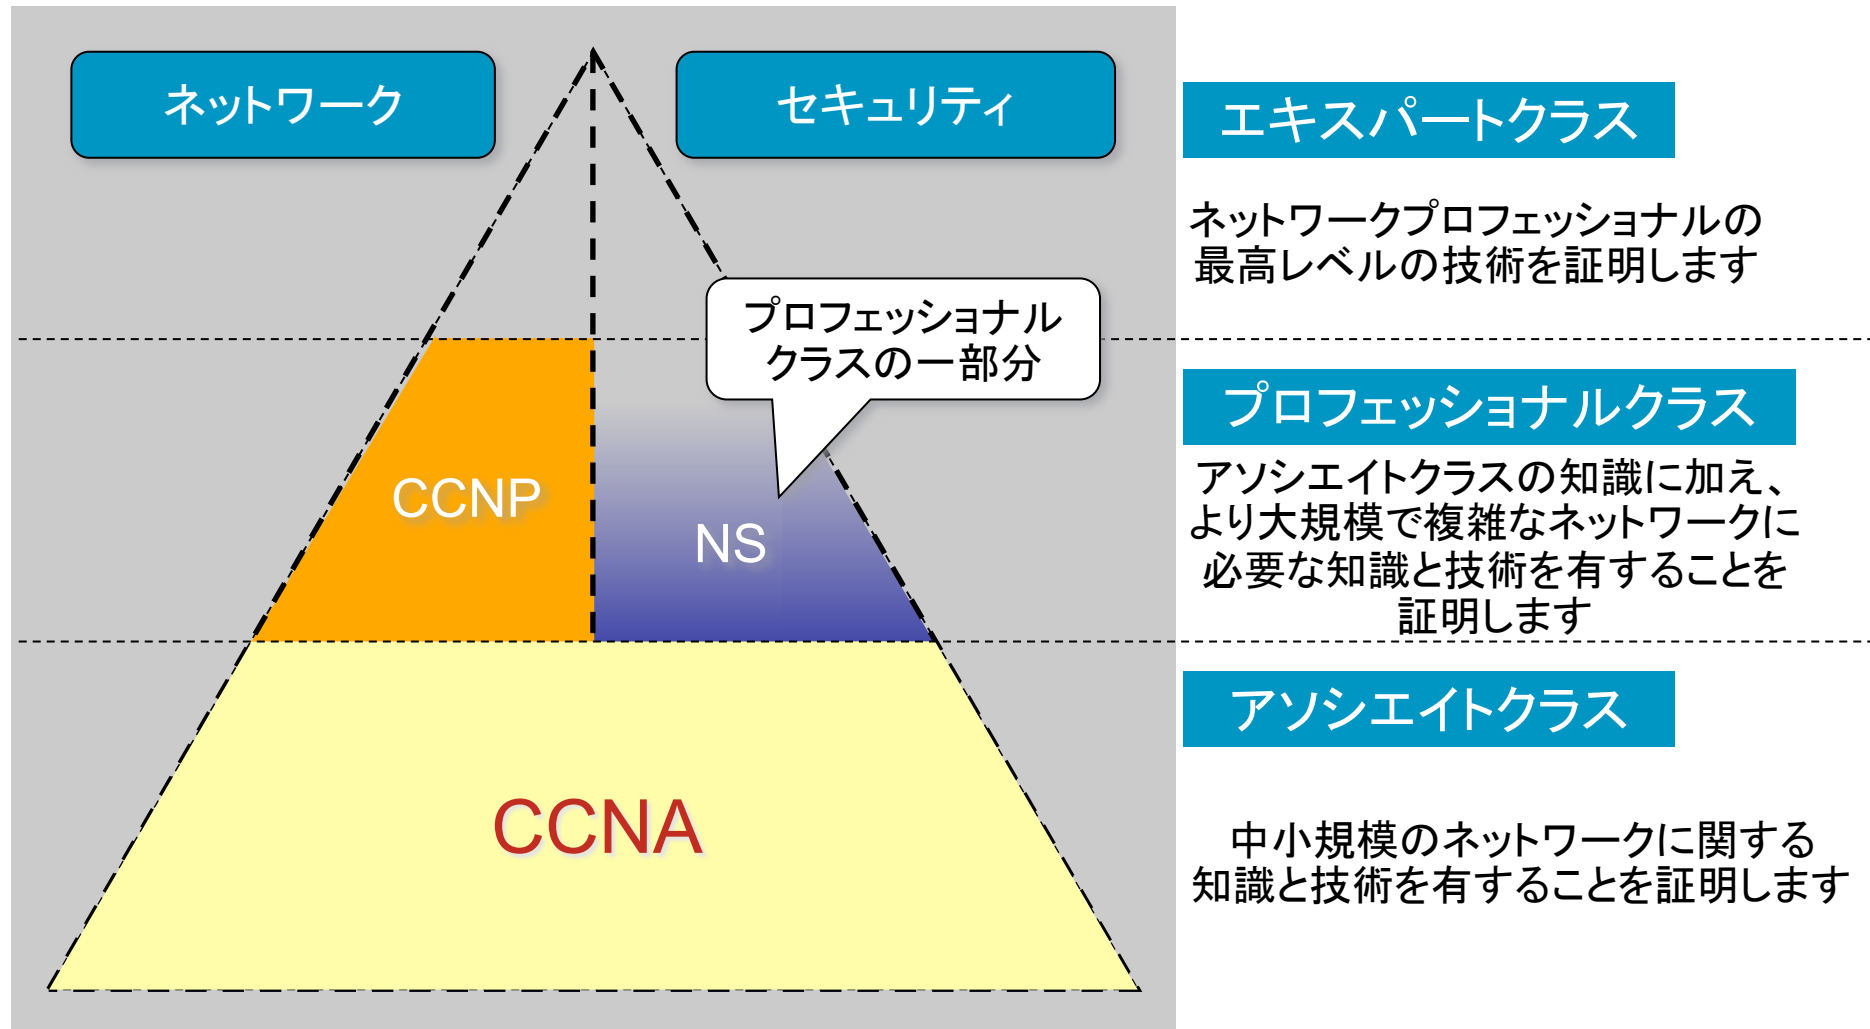 ネットワーク
セキュリティ
エキスパートクラス
ネットワークプロフェッショナルの
最高レベルの技術を証明します
プロフェッショナル
クラスの一部分
プロフェッショナルクラス
アソシエイトクラスの知識に加え、
より大規模で複雑なネットワークに
必要な知識と技術を有することを
証明します
CCNP
NS
アソシエイトクラス
CCNA
中小規模のネットワークに関する
知識と技術を有することを証明します